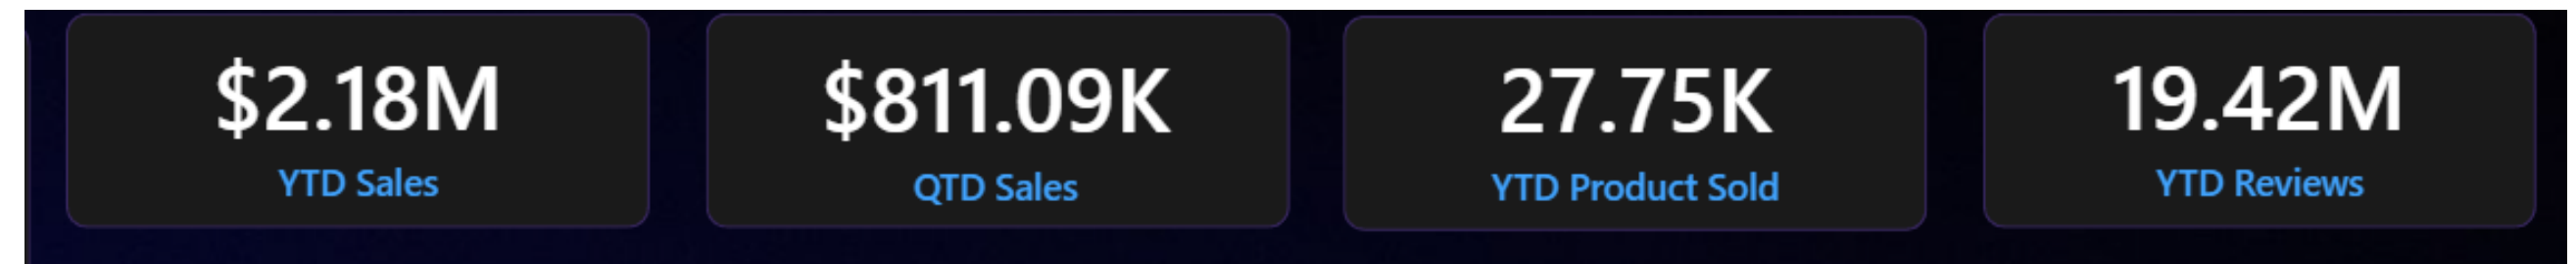 $2.18M
YTD Sales
$811.09K
QTD Sales
27.75K
YTD Product Sold
19.42M
YTD Reviews